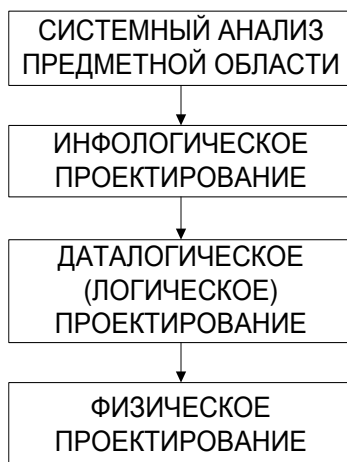 СИСТЕМНЫЙ АНАЛИЗ
ПРЕДМЕТНОЙ ОБЛАСТИ
ИНФОЛОГИЧЕСКОЕ
ПРОЕКТИРОВАНИЕ
ДАТАЛОГИЧЕСКОЕ
(ЛОГИЧЕСКОЕ)
ПРОЕКТИРОВАНИЕ
ФИЗИЧЕСКОЕ
ПРОЕКТИРОВАНИЕ